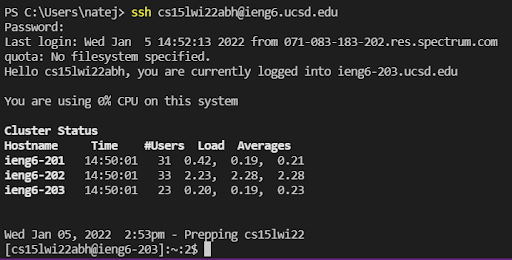 PS C:\Users\natej> ssh cs15lwi22abh@ieng6.ucsd.edu
Password:
Last login: Wed Jan  5 14:52:13 2022 from 071-083-183-202.res.spectrum.com
quota: No filesystem specified.
Hello cs15lwi22abh, you are currently logged into ieng6-203.ucsd.edu
You are using 0% CPU on this system
Cluster Status
Hostname     Time    #Users  Load  Averages
ieng6-201   14:50:01   31  0.42,  0.19,  0.21
ieng6-202   14:50:01   33  2.23,  2.28,  2.28
ieng6-203   14:50:01   23  0.20,  0.19,  0.23
Wed Jan 05, 2022  2:53pm - Prepping cs15lwi22
[cs15lwi22abh@ieng6-203]:~:2$